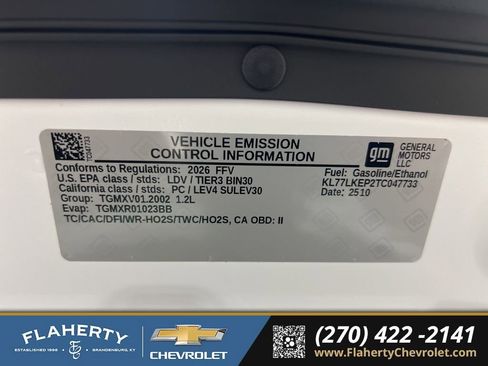 TC047733
VEHICLE EMISSION
CONTROL INFORMATION
gm
GENERAL
MOTORS
LLC
Conforms to Regulations: 2026 FFV
U.S. EPA class / stds: LDV / TIER3 BIN30
California class / stds: PC / LEV4 SULEV30
Group: TGMXV01.2002 1.2L
Evap: TGMXR01023BB
TC/CAC/DFI/WR-HO2S/TWC/HO2S, CA OBD: II
Fuel: Gasoline/Ethanol
KL77LKEP2TC047733
Date: 2510
FLAHERTY
ESTABLISHED 1996
BRANDENBURG, KY
CHEVROLET
(270) 422 -2141
www.FlahertyChevrolet.com